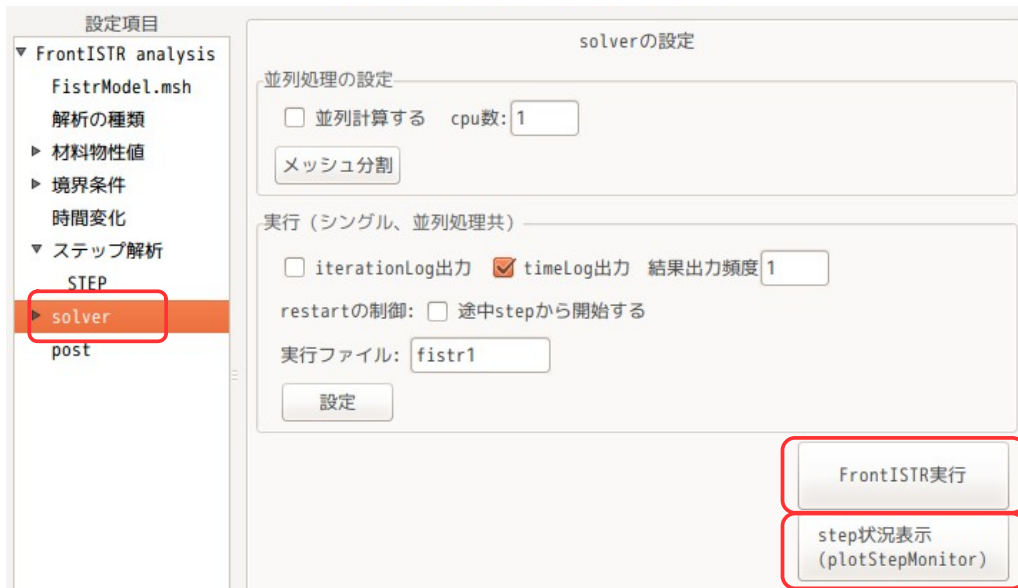 設定項目
FrontISTR analysis
FistrModel.msh
解析の種類
材料物性値
境界条件
時間変化
ステップ解析
STEP
solver
post
solverの設定
並列処理の設定
並列計算する cpu数: 1
メッシュ分割
実行 (シングル、並列処理共)
iterationLog出力 timeLog出力 結果出力頻度 1
restartの制御: 途中stepから開始する
実行ファイル: fistr1
設定
FrontISTR実行
step状況表示
(plotStepMonitor)